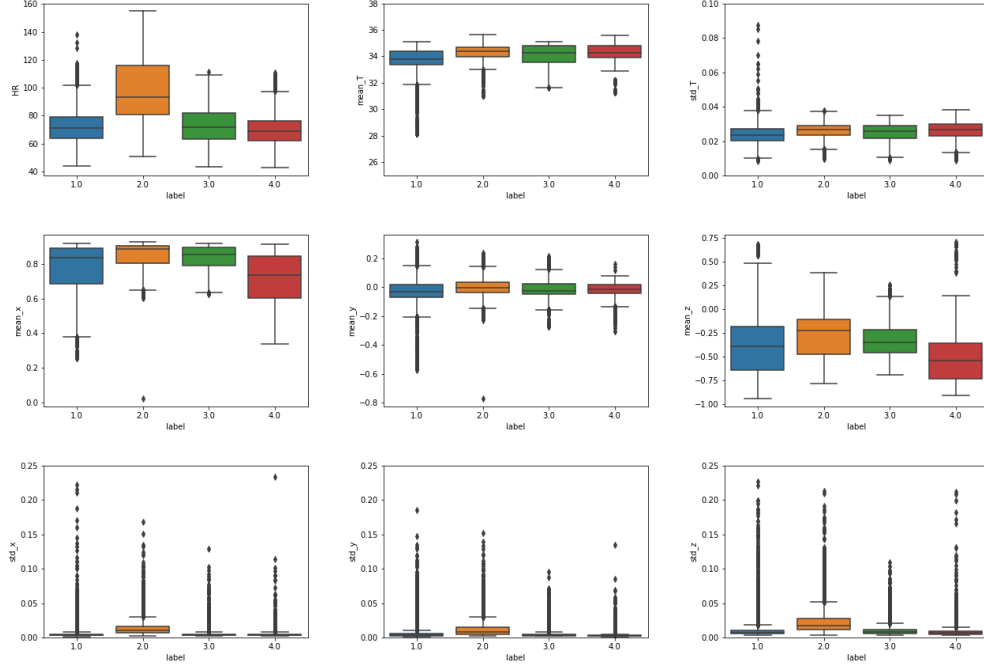 160
140
120
100
80
60
40
HR
1.0 2.0 3.0 4.0
label
38
36
34
32
30
28
26
24
mean_T
1.0 2.0 3.0 4.0
label
0.10
0.08
0.06
0.04
0.02
0.00
std_T
1.0 2.0 3.0 4.0
label
0.8
0.6
0.4
0.2
0.0
mean_x
1.0 2.0 3.0 4.0
label
0.2
0.0
−0.2
−0.4
−0.6
−0.8
mean_y
1.0 2.0 3.0 4.0
label
0.75
0.50
0.25
0.00
−0.25
−0.50
−0.75
−1.00
mean_z
1.0 2.0 3.0 4.0
label
0.25
0.20
0.15
0.10
0.05
0.00
std_x
1.0 2.0 3.0 4.0
label
0.25
0.20
0.15
0.10
0.05
0.00
std_y
1.0 2.0 3.0 4.0
label
0.25
0.20
0.15
0.10
0.05
0.00
std_z
1.0 2.0 3.0 4.0
label